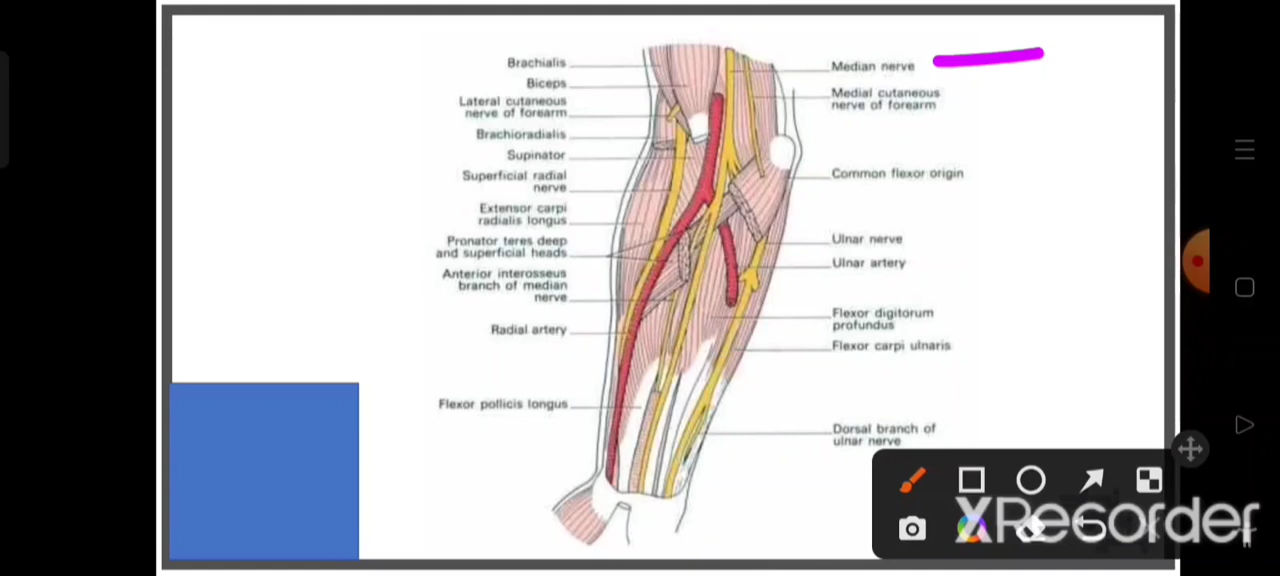 Brachialis
Biceps
Lateral cutaneous
nerve of forearm
Brachioradialis
Supinator
Superficial radial
nerve
Extensor carpi
radialis longus
Pronator teres deep
and superficial heads
Anterior interosseus
branch of median
nerve
Radial artery
Flexor pollicis longus
Median nerve
Medial cutaneous
nerve of forearm
Common flexor origin
Ulnar nerve
Ulnar artery
Flexor digitorum
profundus
Flexor carpi ulnaris
Dorsal branch of
ulnar nerve
XRecorder